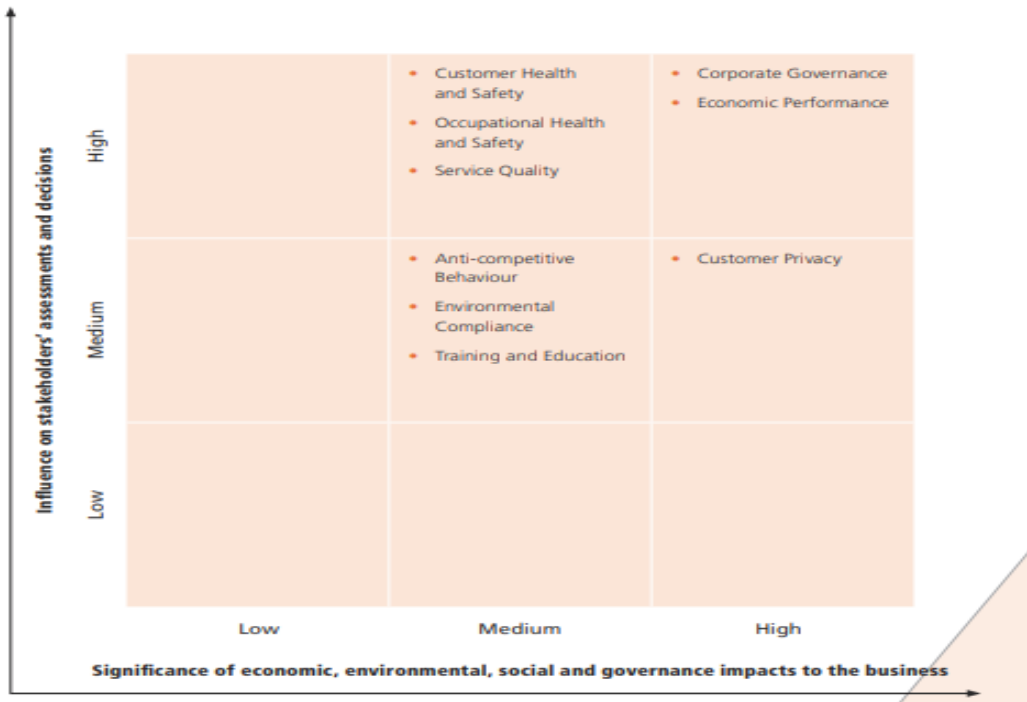 Influence on stakeholders' assessments and decisions
High
• Customer Health
and Safety
• Occupational Health
and Safety
• Service Quality
• Corporate Governance
• Economic Performance
Medium
• Anti-competitive
Behaviour
• Environmental
Compliance
• Training and Education
• Customer Privacy
Low
Low
Medium
High
Significance of economic, environmental, social and governance impacts to the business